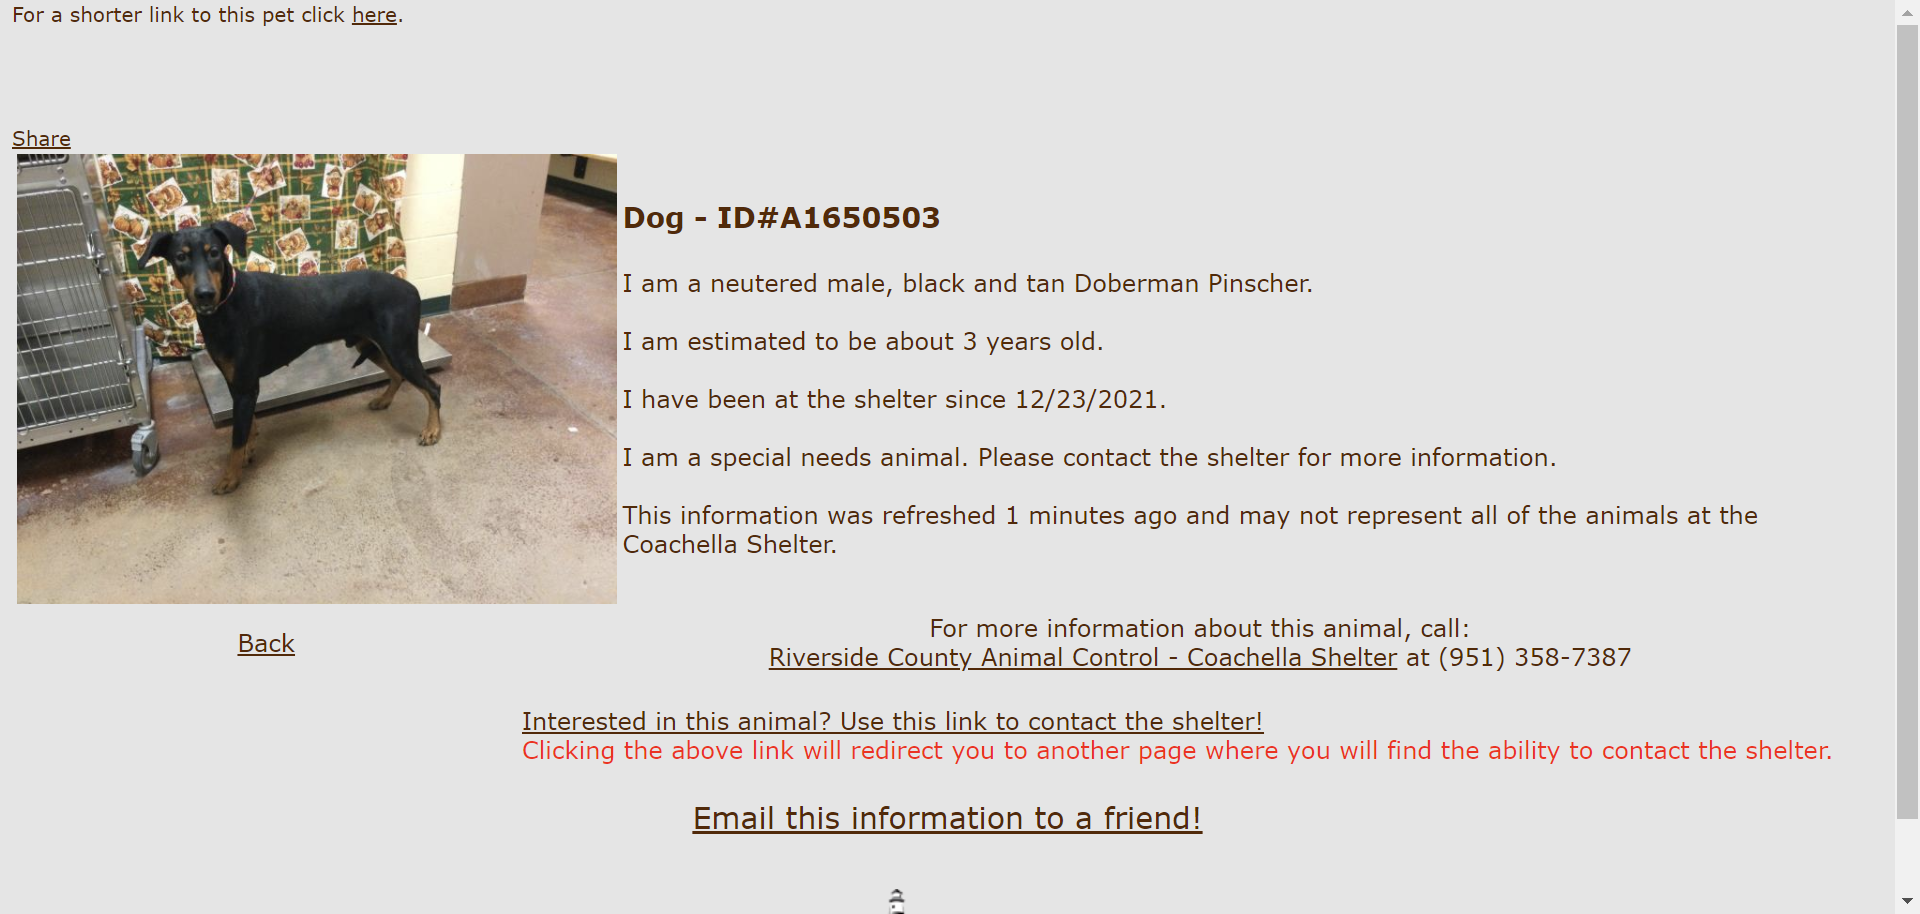 For a shorter link to this pet click here.
Share
Dog - ID#A1650503
I am a neutered male, black and tan Doberman Pinscher.
I am estimated to be about 3 years old.
I have been at the shelter since 12/23/2021.
I am a special needs animal. Please contact the shelter for more information.
This information was refreshed 1 minutes ago and may not represent all of the animals at the
Coachella Shelter.
Back
For more information about this animal, call:
Riverside County Animal Control - Coachella Shelter at (951) 358-7387
Interested in this animal? Use this link to contact the shelter!
Clicking the above link will redirect you to another page where you will find the ability to contact the shelter.
Email this information to a friend!